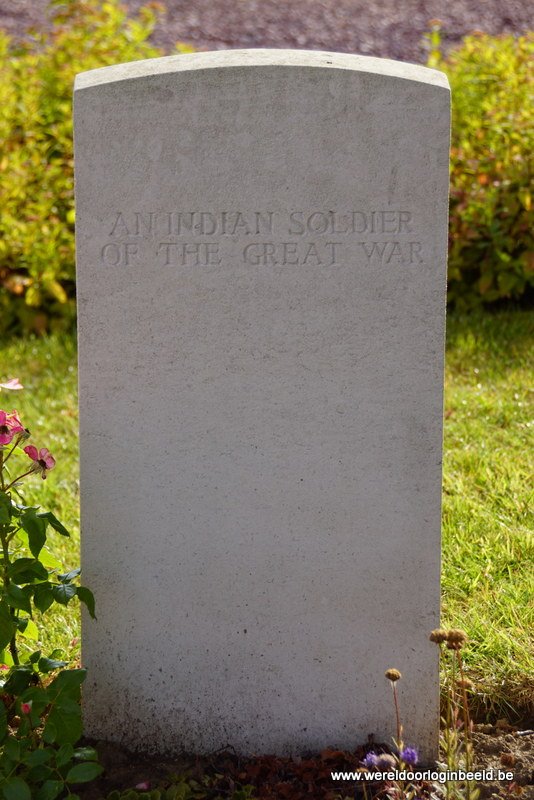 AN INDIAN SOLDIER
OF THE GREAT WAR
www.wereldoorloginbeeld.be